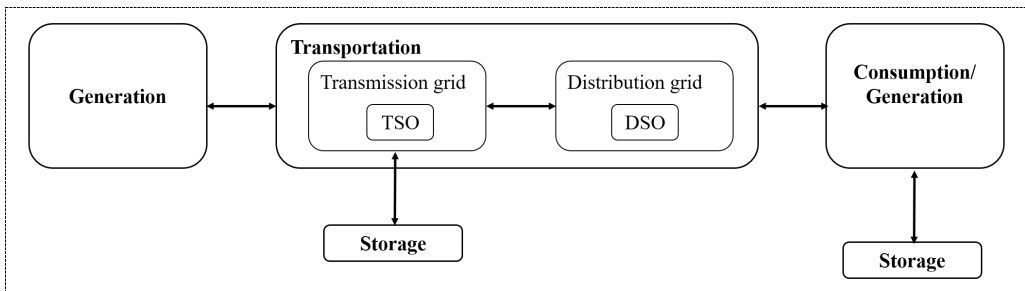 Generation
Transportation
Transmission grid
TSO
Distribution grid
DSO
Consumption/
Generation
Storage
Storage